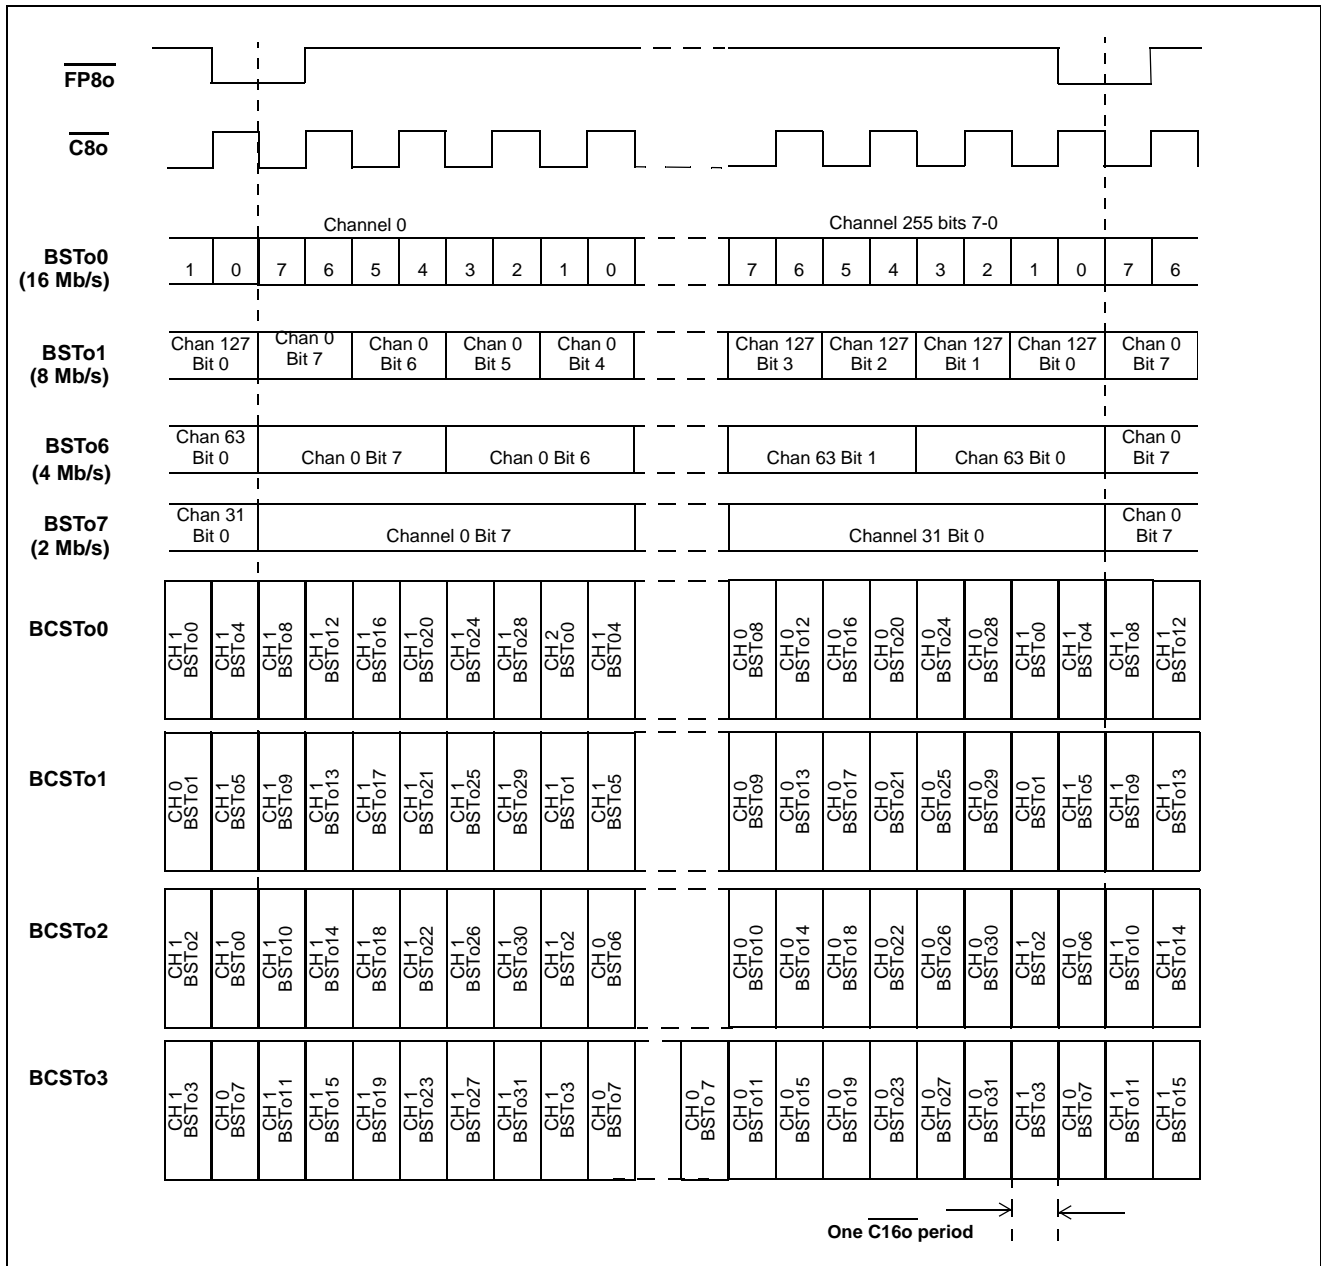 FP8o
C8o
Channel 0
Channel 255 bits 7-0
BSTo0
(16 Mb/s)
1 0 7 6 5 4 3 2 1 0 7 6 5 4 3 2 1 0 7 6
BSTo1
(8 Mb/s)
Chan 127 Bit 0
Chan 0 Bit 7
Chan 0 Bit 6
Chan 0 Bit 5
Chan 0 Bit 4
Chan 127 Bit 3
Chan 127 Bit 2
Chan 127 Bit 1
Chan 127 Bit 0
Chan 0 Bit 7
BSTo6
(4 Mb/s)
Chan 63 Bit 0
Chan 0 Bit 7
Chan 0 Bit 6
Chan 63 Bit 1
Chan 63 Bit 0
Chan 0 Bit 7
BSTo7
(2 Mb/s)
Chan 31 Bit 0
Channel 0 Bit 7
Channel 31 Bit 0
Chan 0 Bit 7
BCSTo0
CH 1 BSTo0
CH 1 BSTo4
CH 1 BSTo8
CH 1 BSTo12
CH 1 BSTo16
CH 1 BSTo20
CH 1 BSTo24
CH 1 BSTo28
CH 2 BSTo0
CH 1 BSTo4
CH 0 BSTo8
CH 0 BSTo12
CH 0 BSTo16
CH 0 BSTo20
CH 0 BSTo24
CH 0 BSTo28
CH 1 BSTo0
CH 1 BSTo4
CH 1 BSTo8
CH 1 BSTo12
BCSTo1
CH 0 BSTo1
CH 1 BSTo5
CH 1 BSTo9
CH 1 BSTo13
CH 1 BSTo17
CH 1 BSTo21
CH 1 BSTo25
CH 1 BSTo29
CH 1 BSTo1
CH 1 BSTo5
CH 0 BSTo9
CH 0 BSTo13
CH 0 BSTo17
CH 0 BSTo21
CH 0 BSTo25
CH 0 BSTo29
CH 0 BSTo1
CH 1 BSTo5
CH 1 BSTo9
CH 1 BSTo13
BCSTo2
CH 1 BSTo2
CH 1 BSTo0
CH 1 BSTo10
CH 1 BSTo14
CH 1 BSTo18
CH 1 BSTo22
CH 1 BSTo26
CH 1 BSTo30
CH 1 BSTo2
CH 0 BSTo6
CH 0 BSTo10
CH 0 BSTo14
CH 0 BSTo18
CH 0 BSTo22
CH 0 BSTo26
CH 0 BSTo30
CH 1 BSTo2
CH 0 BSTo6
CH 1 BSTo10
CH 1 BSTo14
BCSTo3
CH 1 BSTo3
CH 0 BSTo7
CH 1 BSTo11
CH 1 BSTo15
CH 1 BSTo19
CH 1 BSTo23
CH 1 BSTo27
CH 1 BSTo31
CH 1 BSTo3
CH 0 BSTo7
CH 0 BSTo 7
CH 0 BSTo11
CH 0 BSTo15
CH 0 BSTo19
CH 0 BSTo23
CH 0 BSTo27
CH 0 BSTo31
CH 1 BSTo3
CH 0 BSTo7
CH 1 BSTo11
CH 1 BSTo15
One C16o period